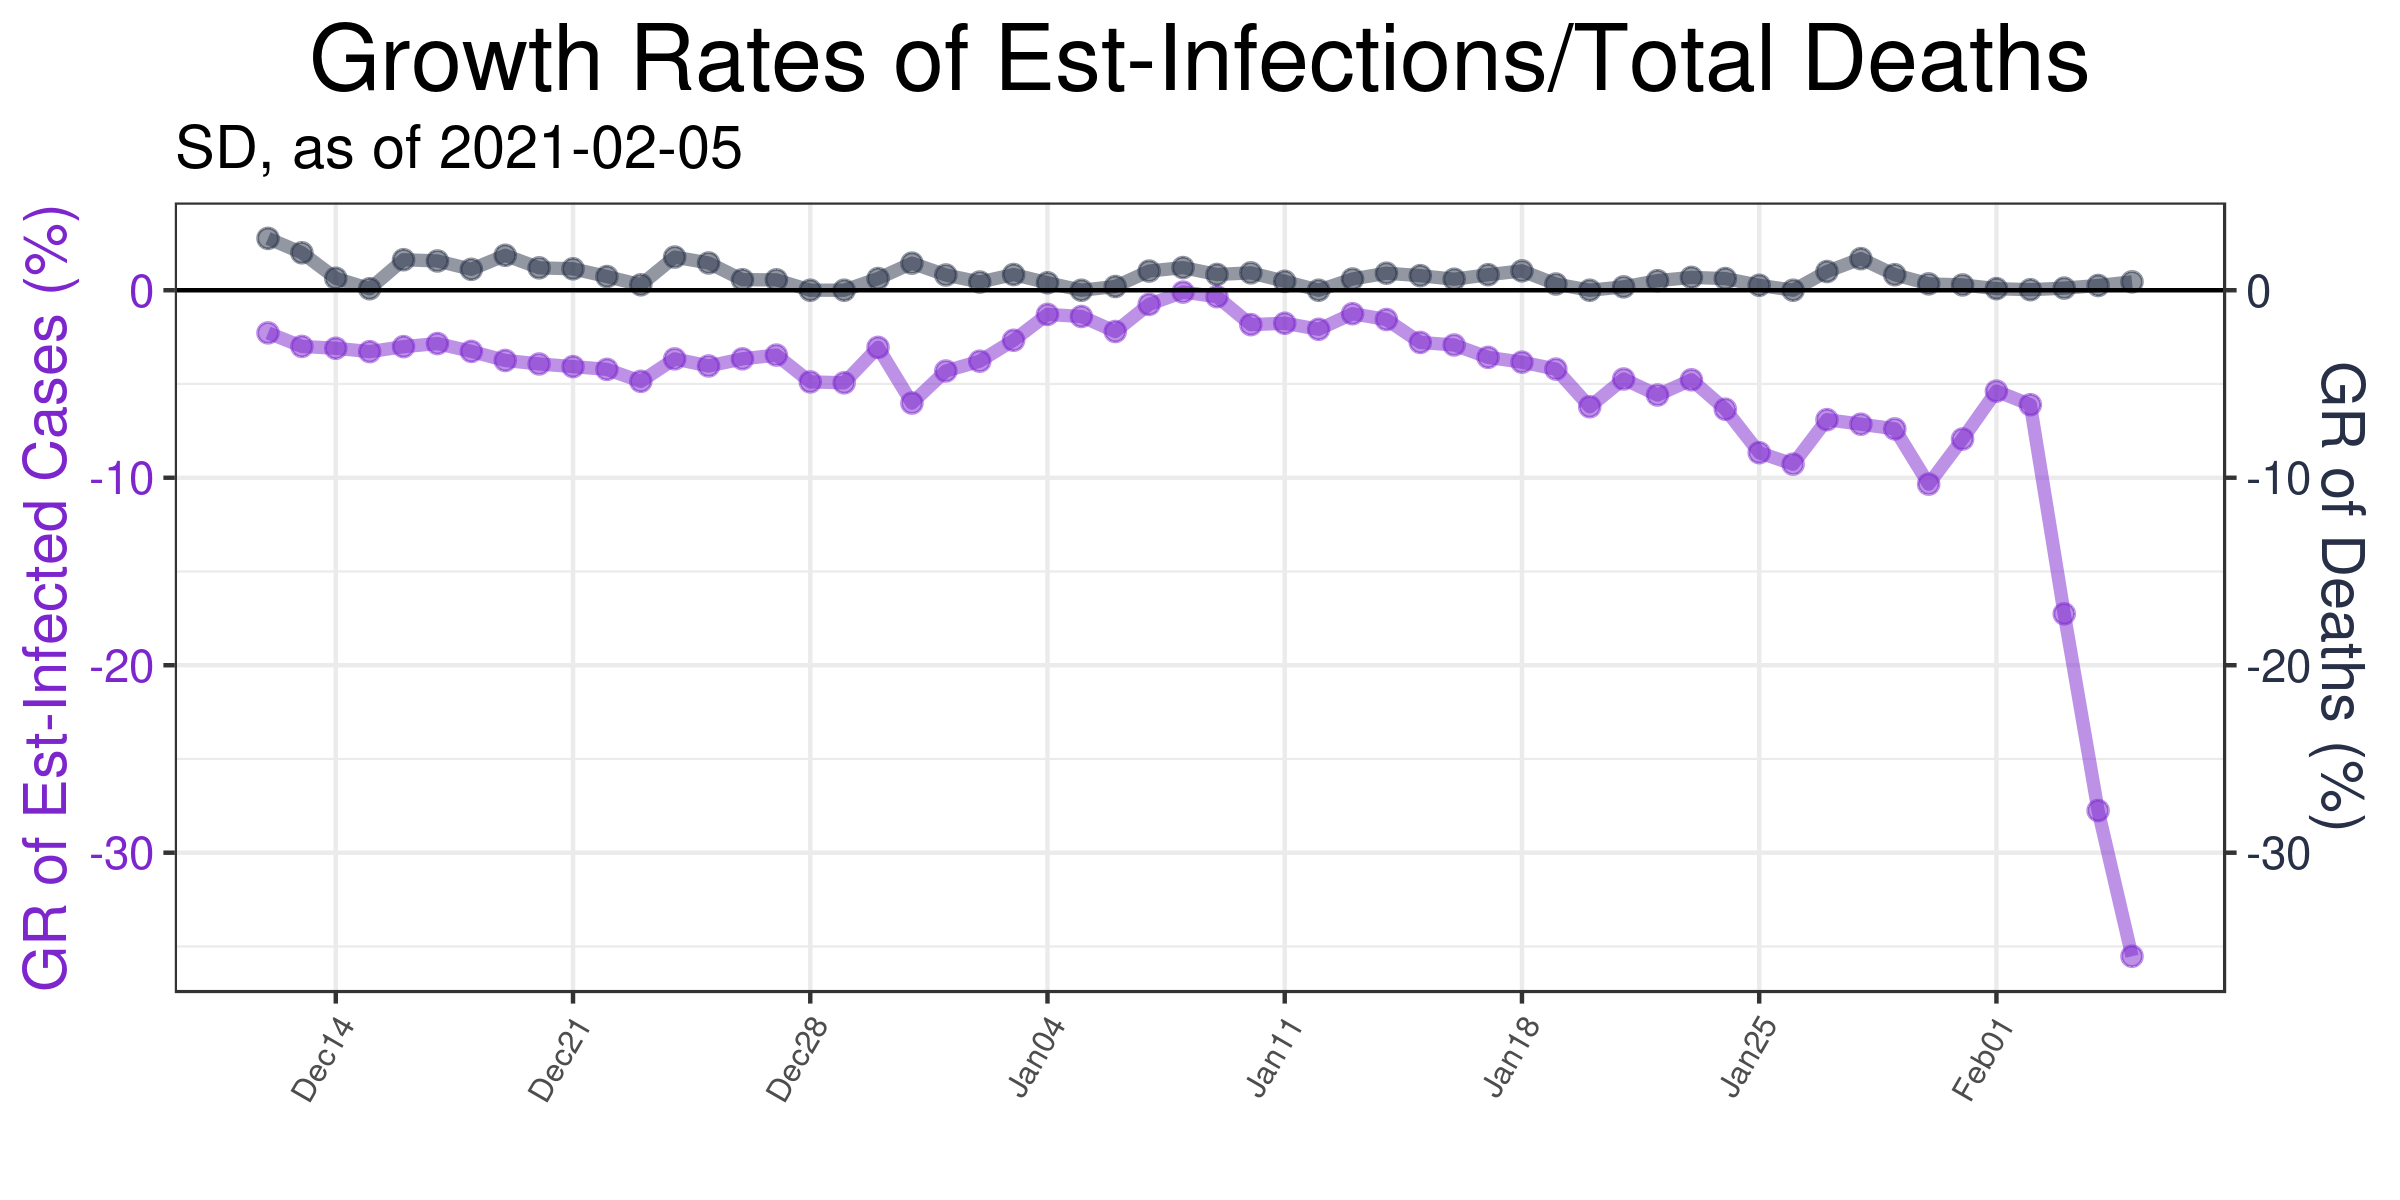 Growth Rates of Est-Infections/Total Deaths
SD, as of 2021-02-05
GR of Est-Infected Cases (%)
0
-10
-20
-30
0
-10
-20
-30
GR of Deaths (%)
Dec14
Dec21
Dec28
Jan04
Jan11
Jan18
Jan25
Feb01